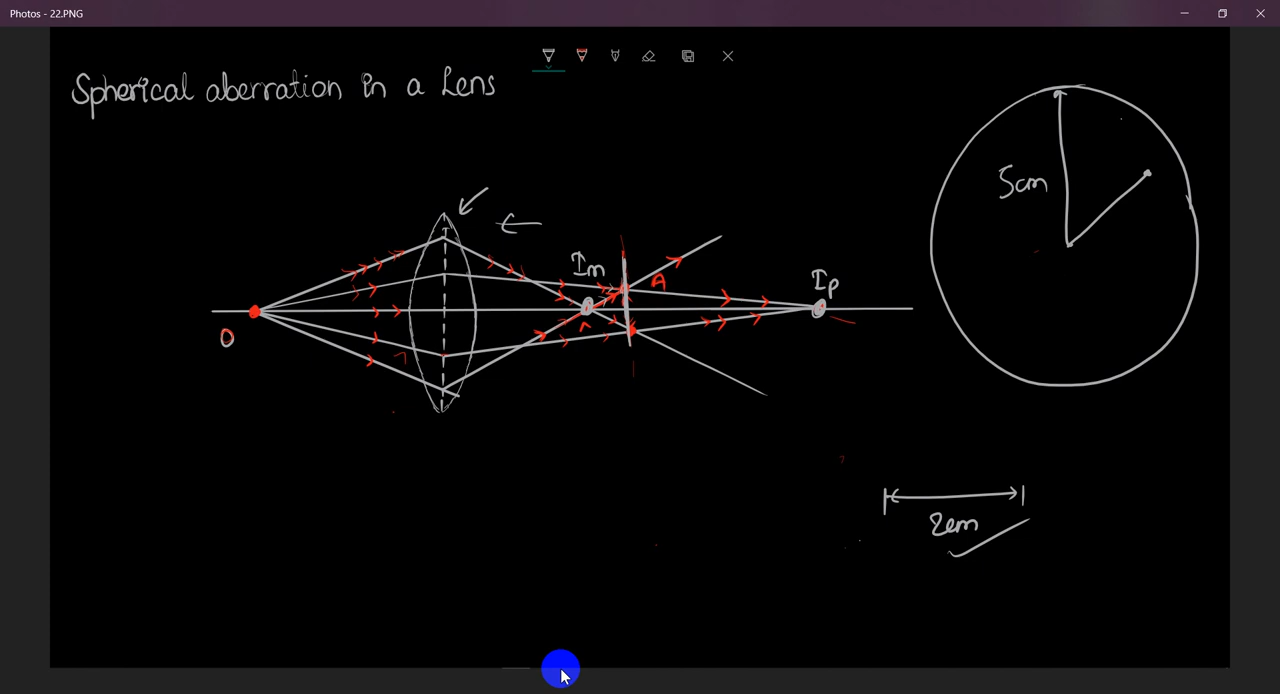 Photos - 22.PNG
Spherical aberration in a Lens
5cm
Im
A
Ip
O
A
2cm